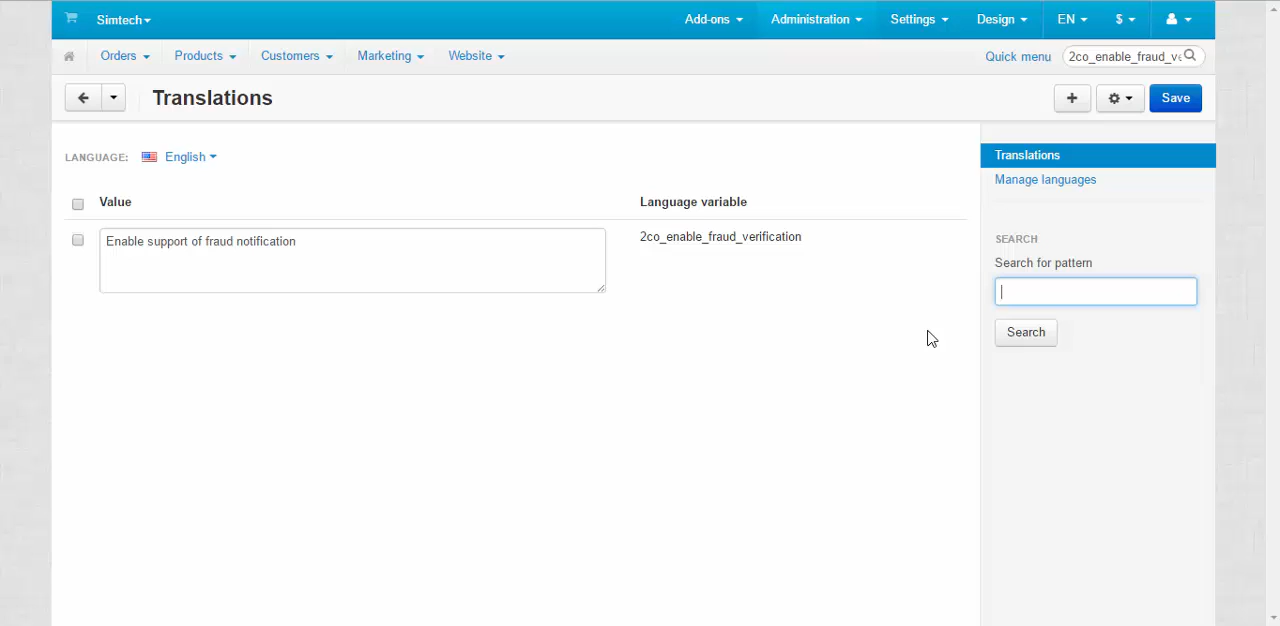 Simtech
Add-ons
Administration
Settings
Design
EN
$
Orders
Products
Customers
Marketing
Website
Quick menu
2co_enable_fraud_ve
Translations
Save
LANGUAGE: English
Translations
Manage languages
Value
Language variable
Enable support of fraud notification
2co_enable_fraud_verification
SEARCH
Search for pattern
Search